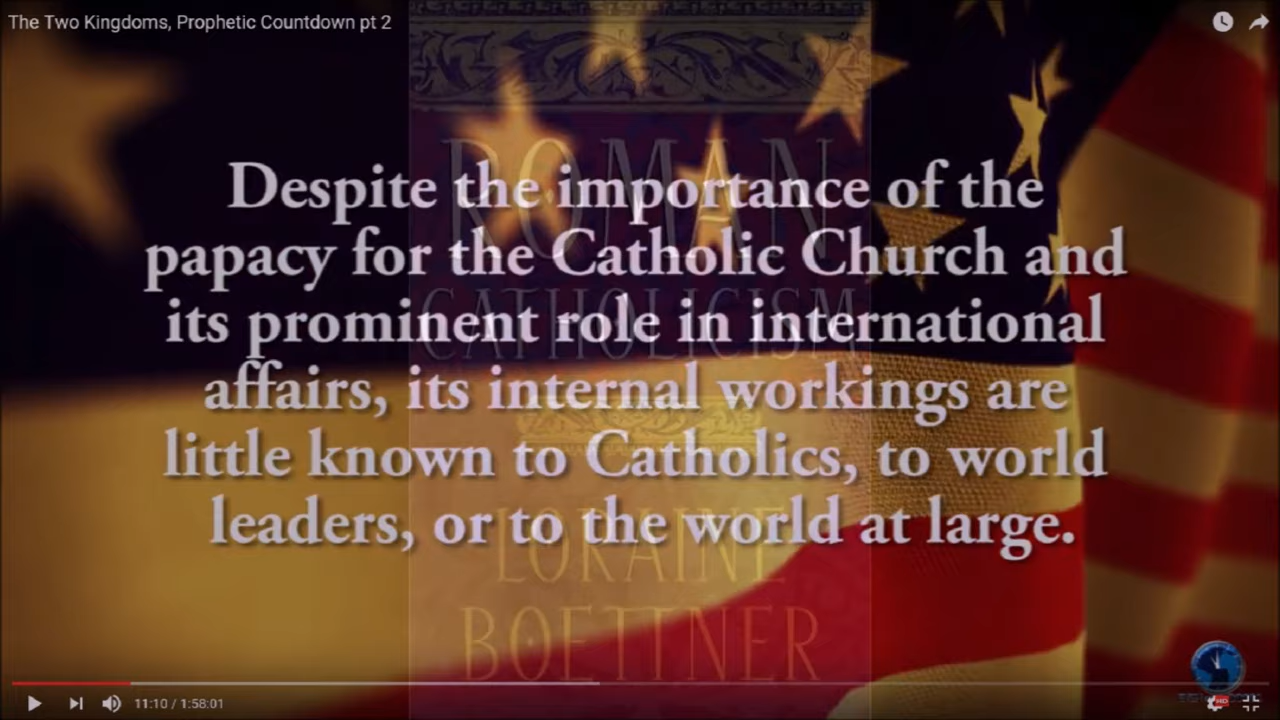 The Two Kingdoms, Prophetic Countdown pt 2
ROMAN
CATHOLICISM
LORAINE
BOETTNER
Despite the importance of the
papacy for the Catholic Church and
its prominent role in international
affairs, its internal workings are
little known to Catholics, to world
leaders, or to the world at large.
11:10 / 1:58:01
HD